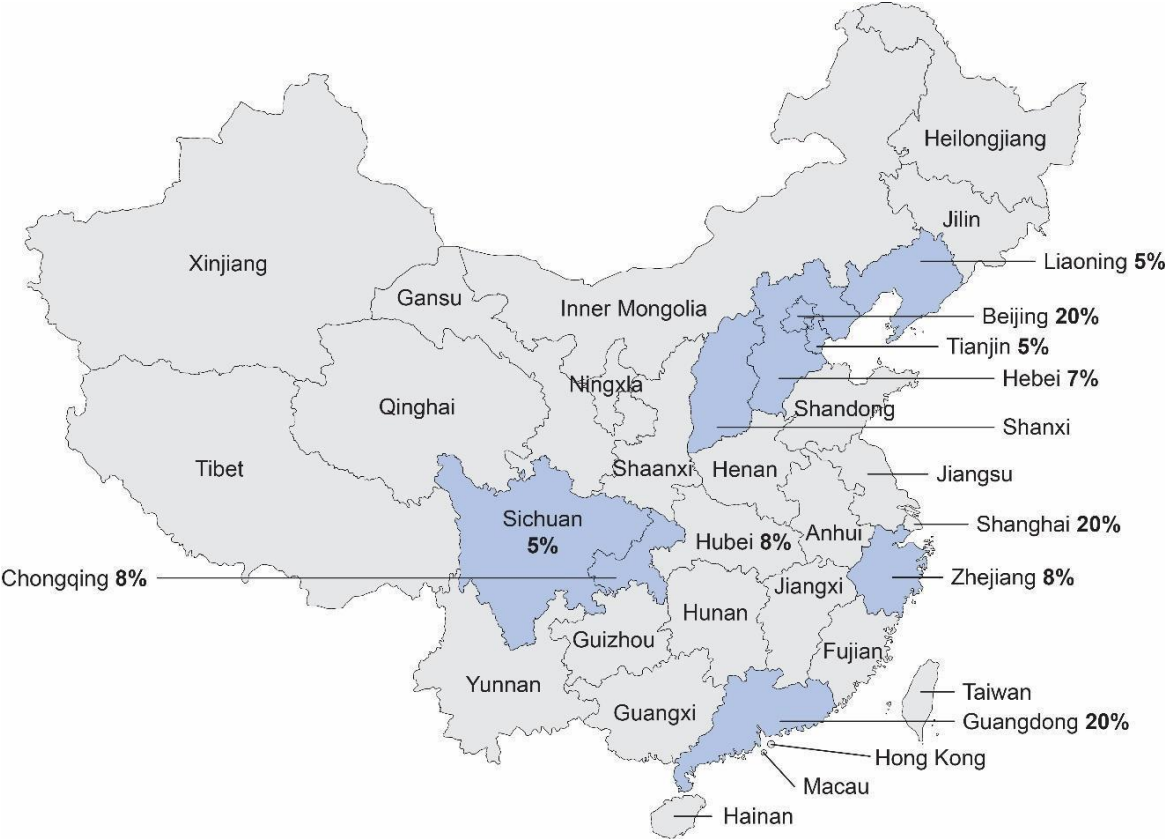 Heilongjiang
Jilin
Xinjiang
Liaoning 5%
Gansu
Inner Mongolia
Beijing 20%
Tianjin 5%
Hebei 7%
Ningxla
Qinghai
Shandong
Shanxi
Tibet
Shaanxi
Henan
Jiangsu
Sichuan
5%
Shanghai 20%
Anhui
Hubei 8%
Chongqing 8%
Zhejiang 8%
Jiangxi
Hunan
Guizhou
Fujian
Yunnan
Taiwan
Guangxi
Guangdong 20%
Hong Kong
Macau
Hainan